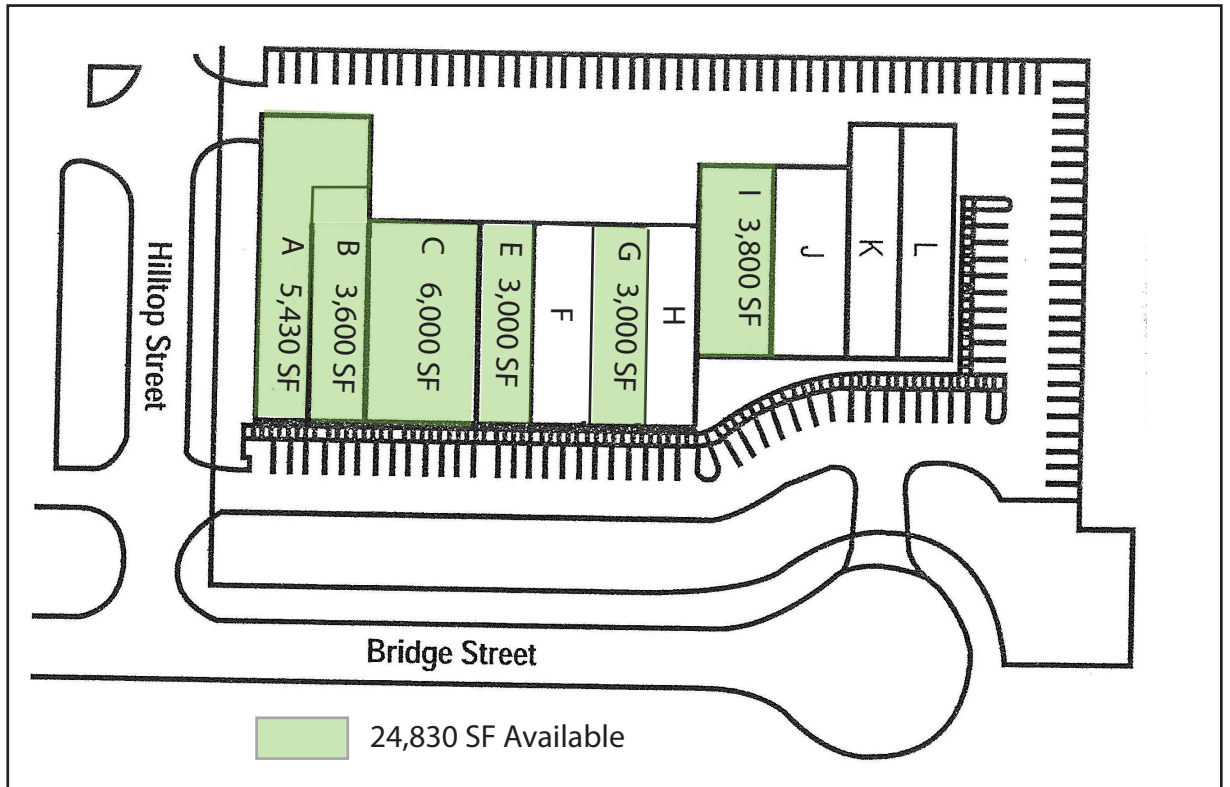 Hilltop Street
A 5,430 SF
B 3,600 SF
C 6,000 SF
E 3,000 SF
F
G 3,000 SF
H
I 3,800 SF
J
K
L
Bridge Street
24,830 SF Available